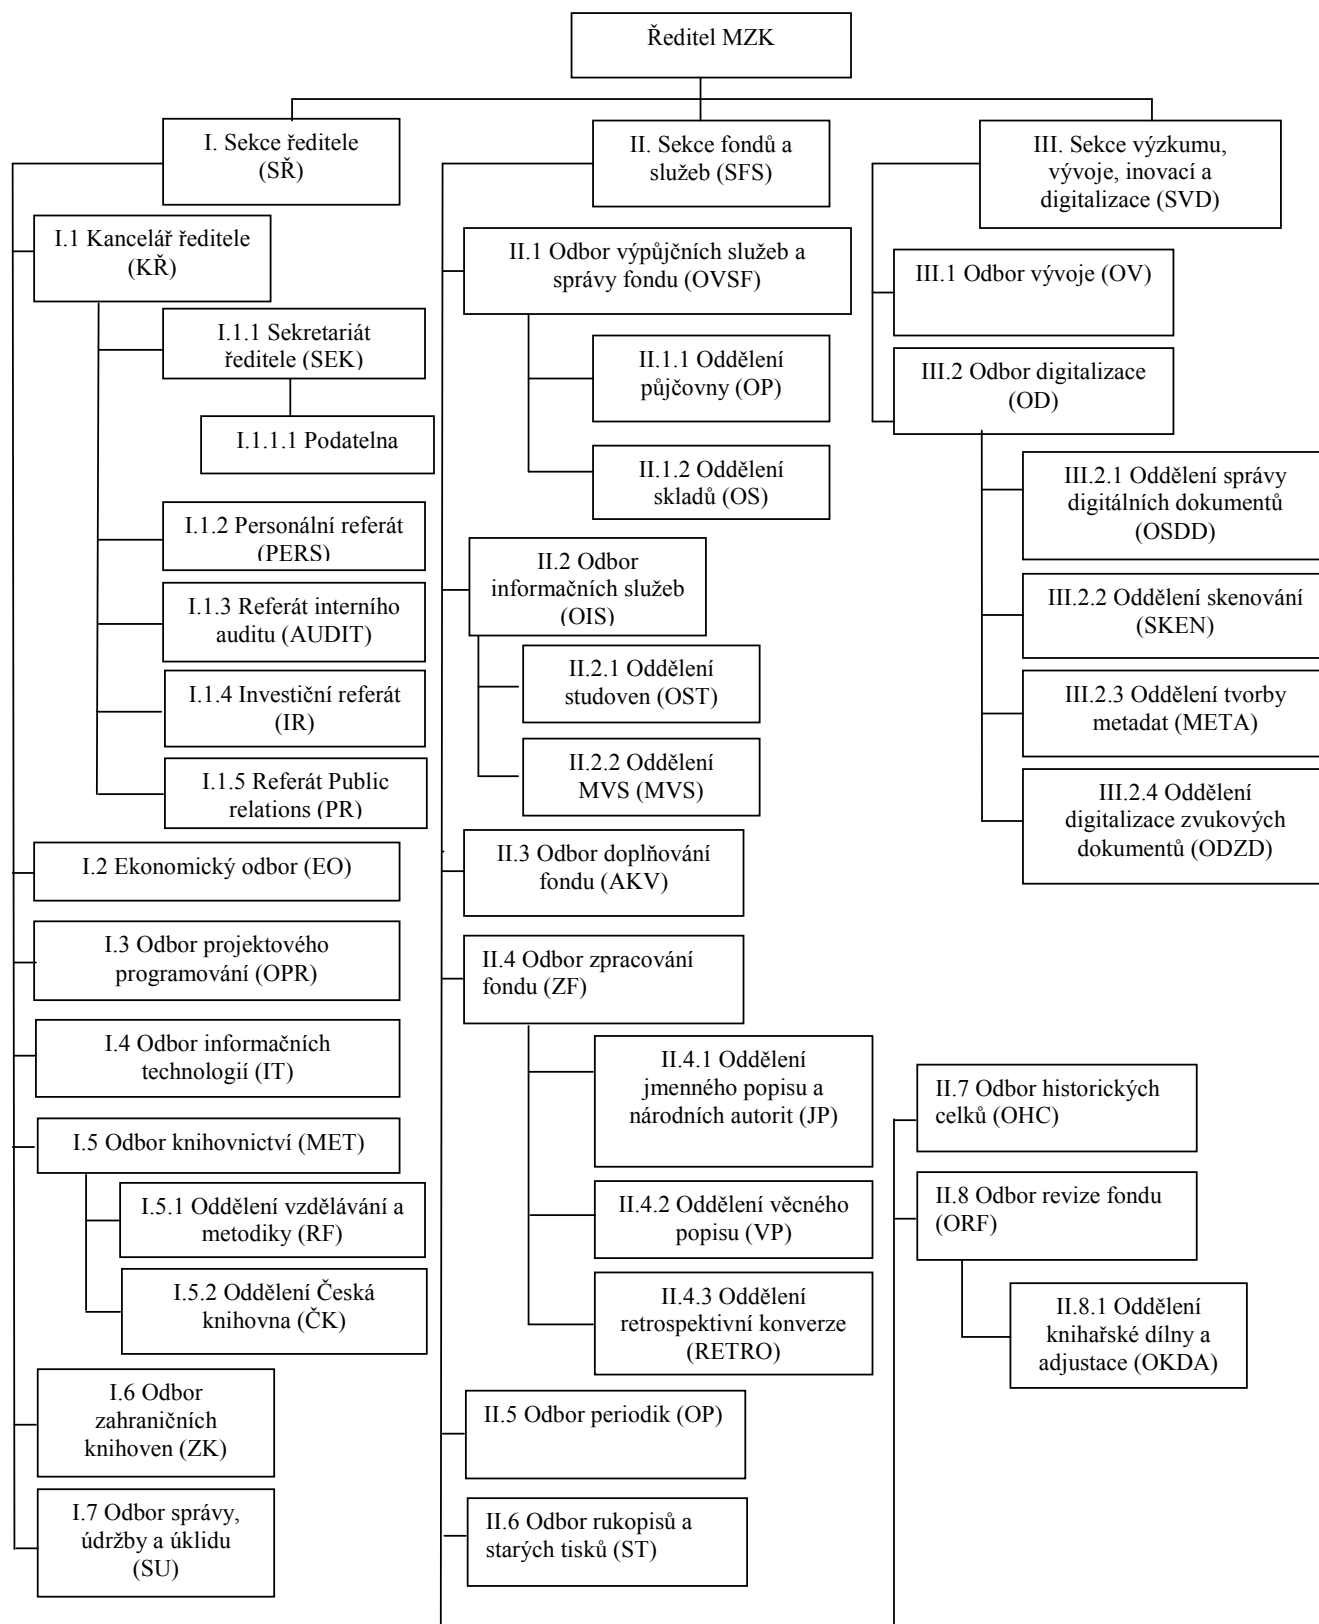 Ředitel MZK
I. Sekce ředitele
(SŘ)
I.1 Kancelář ředitele
(KŘ)
I.1.1 Sekretariát
ředitele (SEK)
I.1.1.1 Podatelna
I.1.2 Personální referát
(PERS)
I.1.3 Referát interního
auditu (AUDIT)
I.1.4 Investiční referát
(IR)
I.1.5 Referát Public
relations (PR)
I.2 Ekonomický odbor (EO)
I.3 Odbor projektového
programování (OPR)
I.4 Odbor informačních
technologií (IT)
I.5 Odbor knihovnictví (MET)
I.5.1 Oddělení vzdělávání a
metodiky (RF)
I.5.2 Oddělení Česká
knihovna (ČK)
I.6 Odbor
zahraničních
knihoven (ZK)
I.7 Odbor správy,
údržby a úklidu
(SU)
II. Sekce fondů a
služeb (SFS)
II.1 Odbor výpůjčních služeb a
správy fondu (OVSF)
II.1.1 Oddělení
půjčovny (OP)
II.1.2 Oddělení
skladů (OS)
II.2 Odbor
informačních služeb
(OIS)
II.2.1 Oddělení
studoven (OST)
II.2.2 Oddělení
MVS (MVS)
II.3 Odbor doplňování
fondu (AKV)
II.4 Odbor zpracování
fondu (ZF)
II.4.1 Oddělení
jmenného popisu a
národních autorit (JP)
II.4.2 Oddělení věcného
popisu (VP)
II.4.3 Oddělení
retrospektivní konverze
(RETRO)
II.5 Odbor periodik (OP)
II.6 Odbor rukopisů a
starých tisků (ST)
II.7 Odbor historických
celků (OHC)
II.8 Odbor revize fondu
(ORF)
II.8.1 Oddělení
knihařské dílny a
adjustace (OKDA)
III. Sekce výzkumu,
vývoje, inovací a
digitalizace (SVD)
III.1 Odbor vývoje (OV)
III.2 Odbor digitalizace
(OD)
III.2.1 Oddělení správy
digitálních dokumentů
(OSDD)
III.2.2 Oddělení skenování
(SKEN)
III.2.3 Oddělení tvorby
metadat (META)
III.2.4 Oddělení
digitalizace zvukových
dokumentů (ODZD)